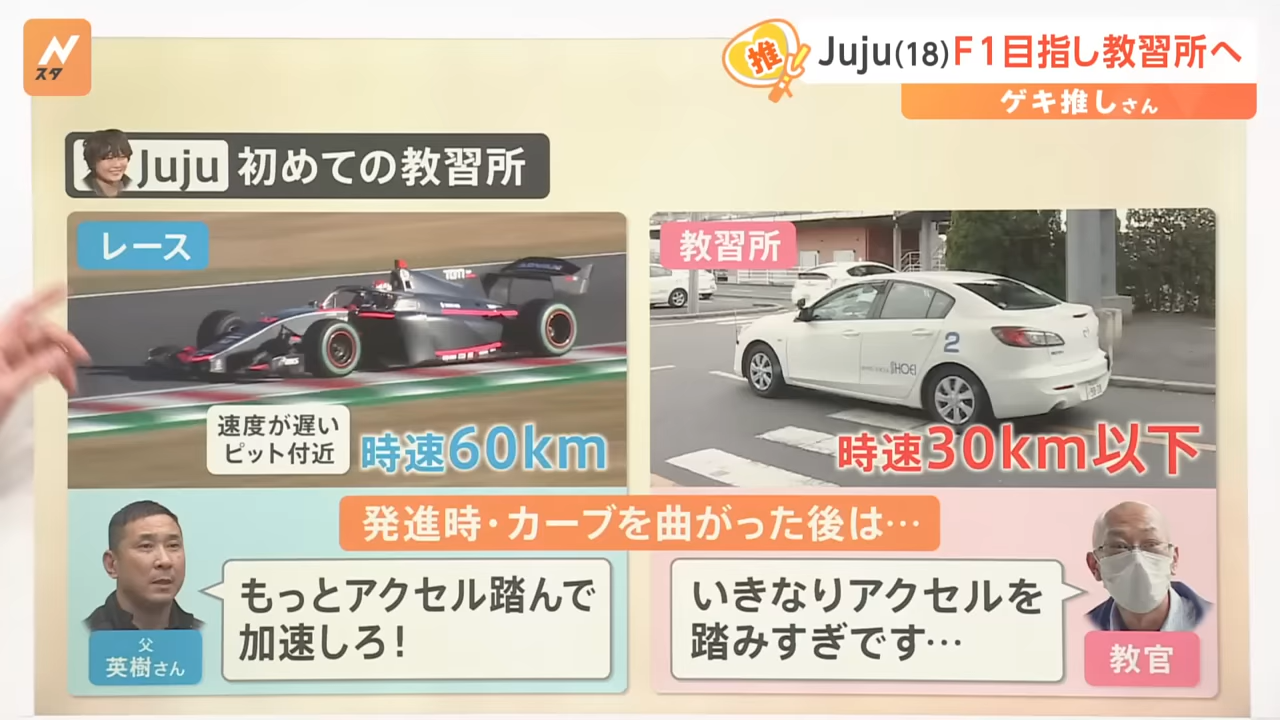 N
スタ
推し
Juju(18)F1目指し教習所へ
ゲキ推しさん
Juju 初めての教習所
レース
教習所
TGM
2
SHOEI
速度が遅い
ピット付近
時速60km
時速30km以下
発進時・カーブを曲がった後は…
もっとアクセル踏んで
加速しろ!
いきなりアクセルを
踏みすぎです…
父
英樹さん
教官